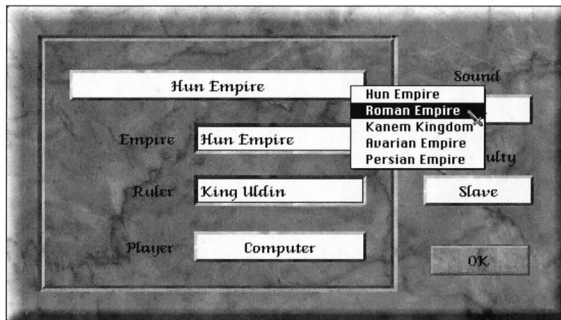 Hun Empire
Sound
Hun Empire
Roman Empire
Kanem Kingdom
Avarian Empire
Persian Empire
Empire
Hun Empire
ulty
Ruler
King Uldin
Slave
Player
Computer
OK